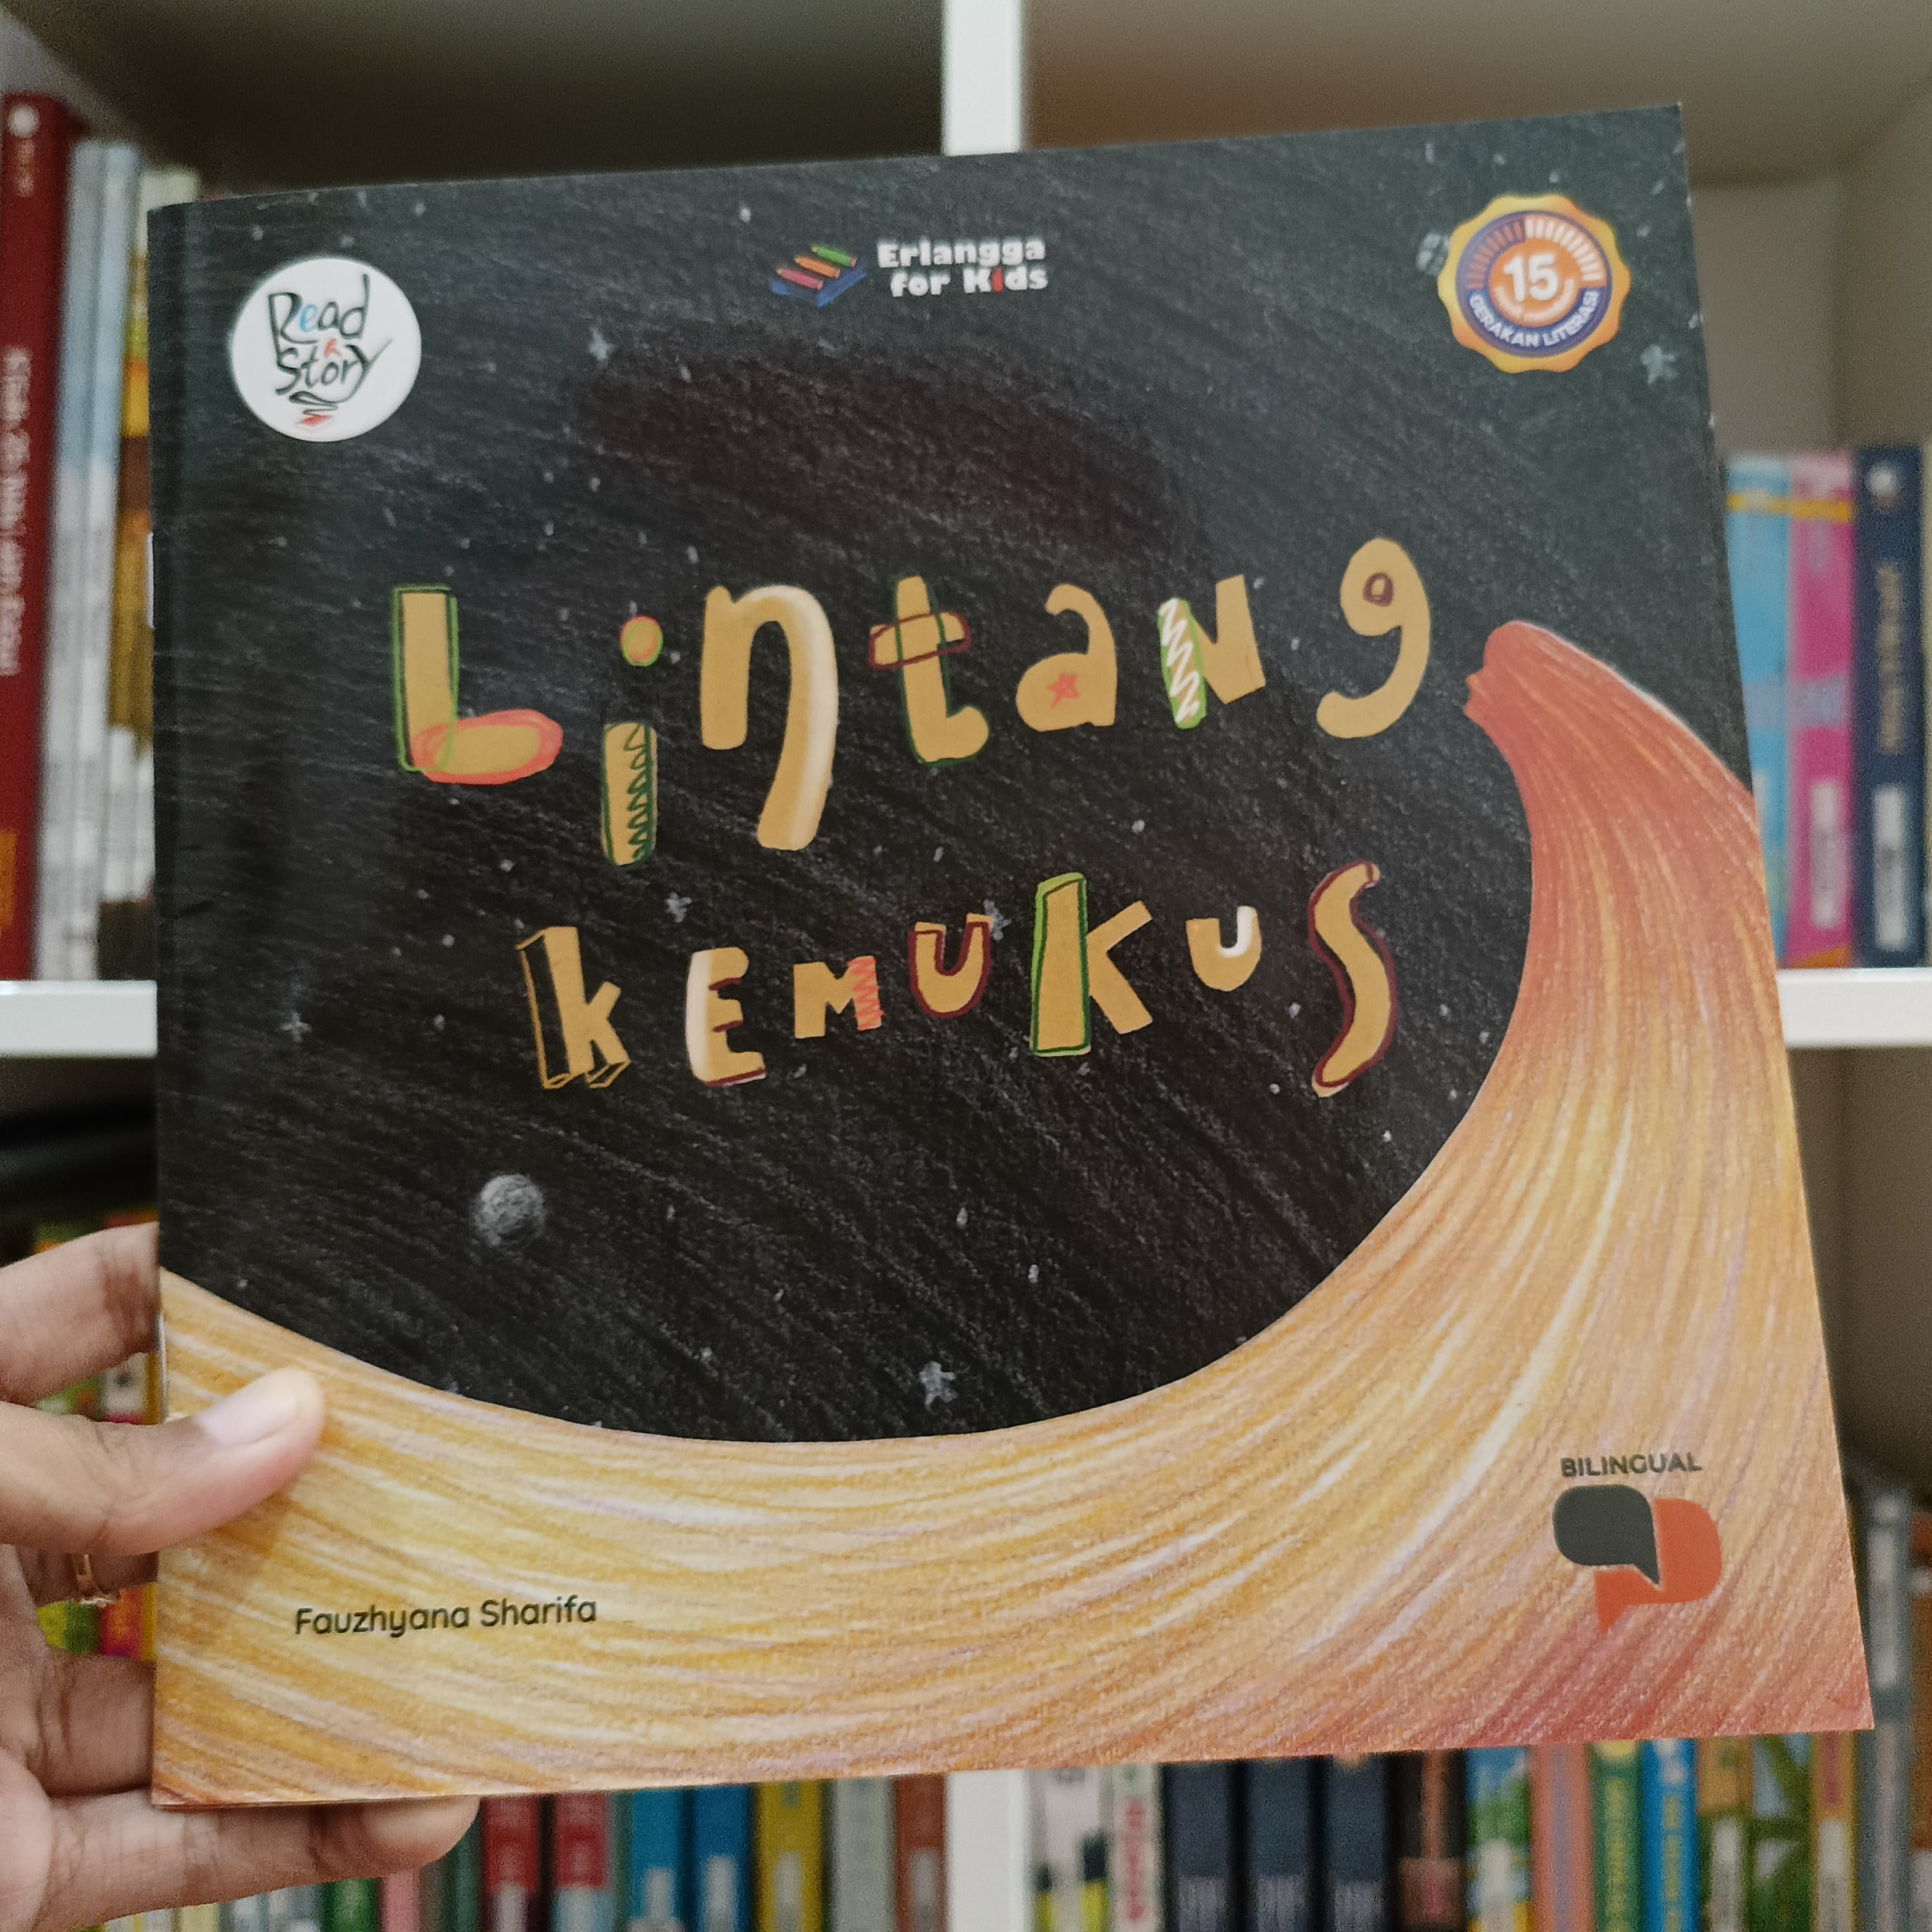 Read
a
Story
Erlangga
for Kids
15
GERAKAN LITERASI
Lintang
kEMUKUS
BILINGUAL
Fauzhyana Sharifa